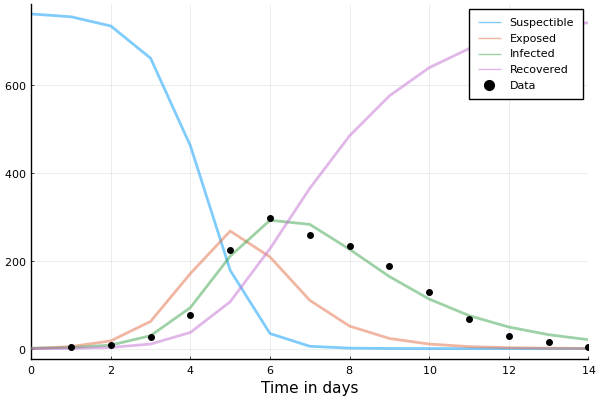 Suspectible
Exposed
Infected
Recovered
Data
600
400
200
0
0 2 4 6 8 10 12 14
Time in days